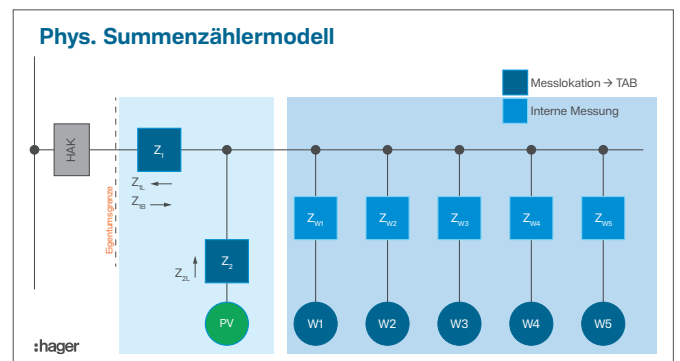 Phys. Summenzählermodell
Messlokation → TAB
Interne Messung
HAK
Eigentumsgrenze
Z1
Z1L ←
Z1B →
Z2L ↑
Z2
PV
ZW1
ZW2
ZW3
ZW4
ZW5
W1
W2
W3
W4
W5
:hager